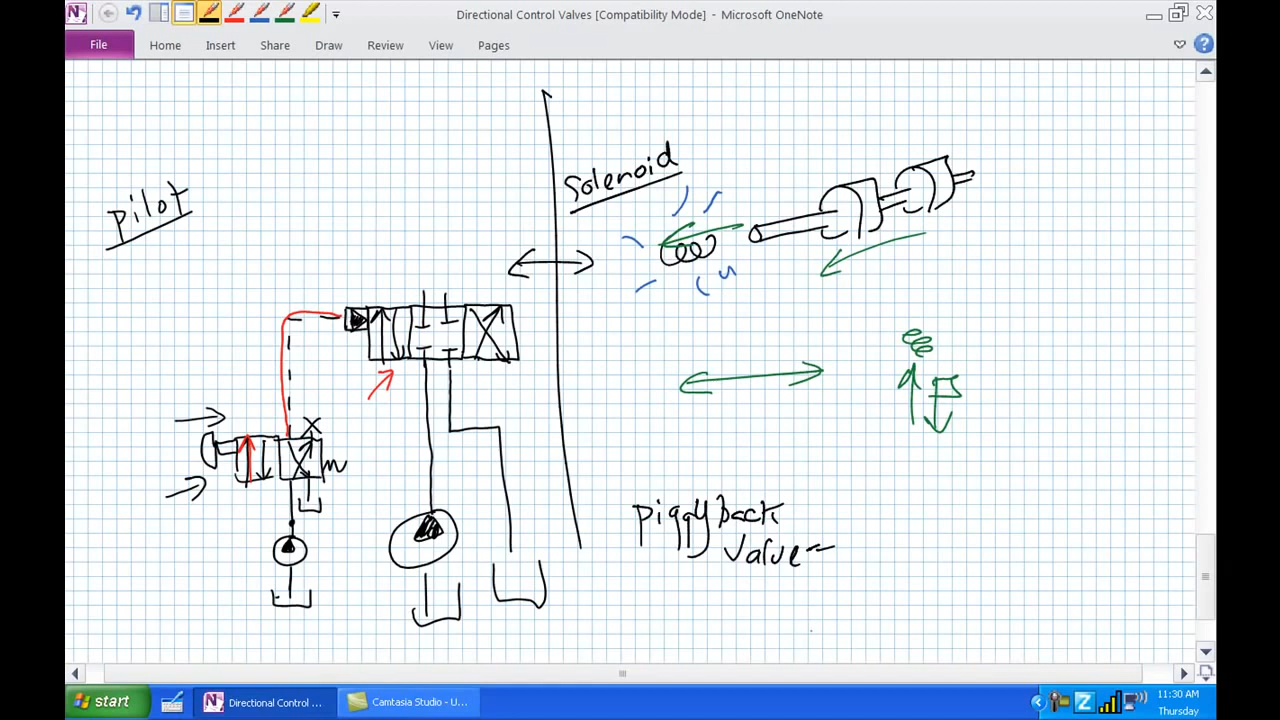 Directional Control Valves [Compatibility Mode] - Microsoft OneNote
File Home Insert Share Draw Review View Pages
Solenoid
pilot
X
piggyback
Valve
start
Directional Control ...
Camtasia Studio - U...
Z
11:30 AM
Thursday